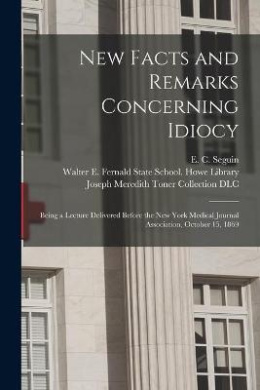 New Facts and
Remarks
Concerning
Idiocy
E. C. Seguin
Walter E. Fernald State School. Howe Library
Joseph Meredith Toner Collection DLC
Being a Lecture Delivered Before the New York Medical Journal
Association, October 15, 1869